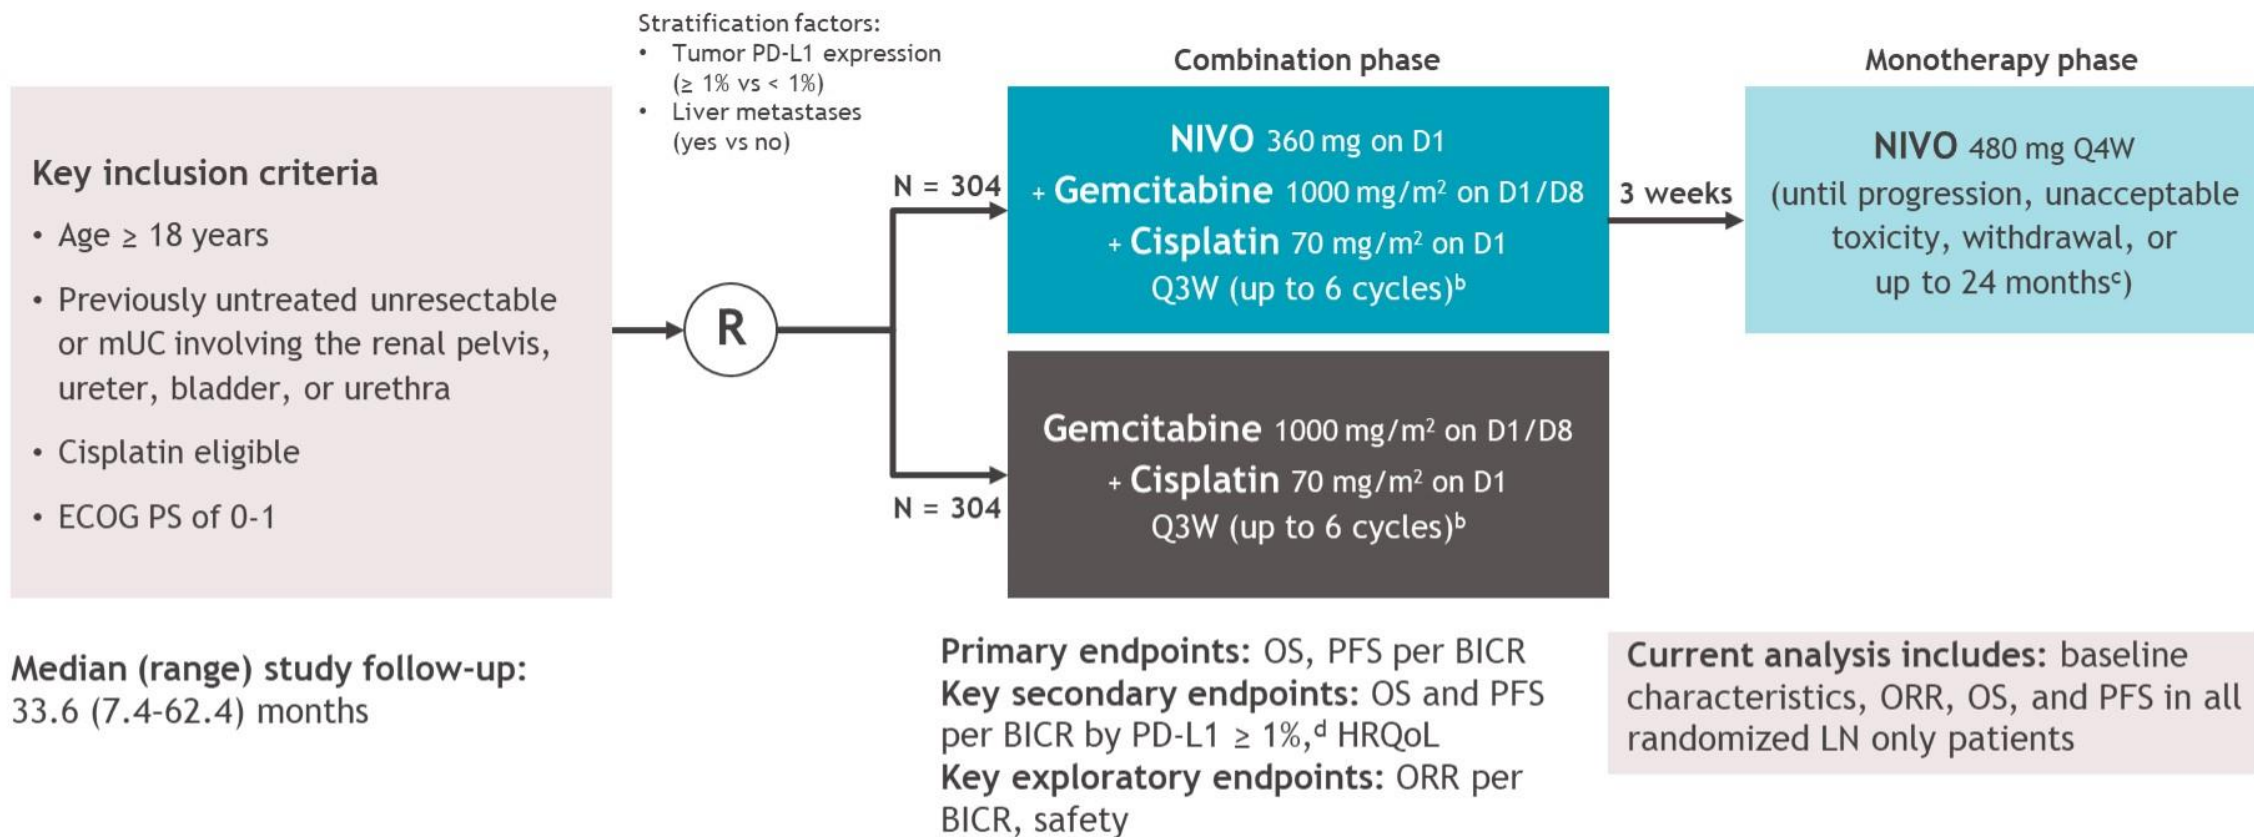 Stratification factors:
• Tumor PD-L1 expression
(≥ 1% vs < 1%)
• Liver metastases
(yes vs no)
Key inclusion criteria
• Age ≥ 18 years
• Previously untreated unresectable
or mUC involving the renal pelvis,
ureter, bladder, or urethra
• Cisplatin eligible
• ECOG PS of 0-1
R
N = 304
N = 304
Combination phase
NIVO 360 mg on D1
+ Gemcitabine 1000 mg/m² on D1/D8
+ Cisplatin 70 mg/m² on D1
Q3W (up to 6 cycles)ᵇ
Gemcitabine 1000 mg/m² on D1/D8
+ Cisplatin 70 mg/m² on D1
Q3W (up to 6 cycles)ᵇ
3 weeks
Monotherapy phase
NIVO 480 mg Q4W
(until progression, unacceptable
toxicity, withdrawal, or
up to 24 monthsᶜ)
Median (range) study follow-up:
33.6 (7.4-62.4) months
Primary endpoints: OS, PFS per BICR
Key secondary endpoints: OS and PFS
per BICR by PD-L1 ≥ 1%,ᵈ HRQoL
Key exploratory endpoints: ORR per
BICR, safety
Current analysis includes: baseline
characteristics, ORR, OS, and PFS in all
randomized LN only patients